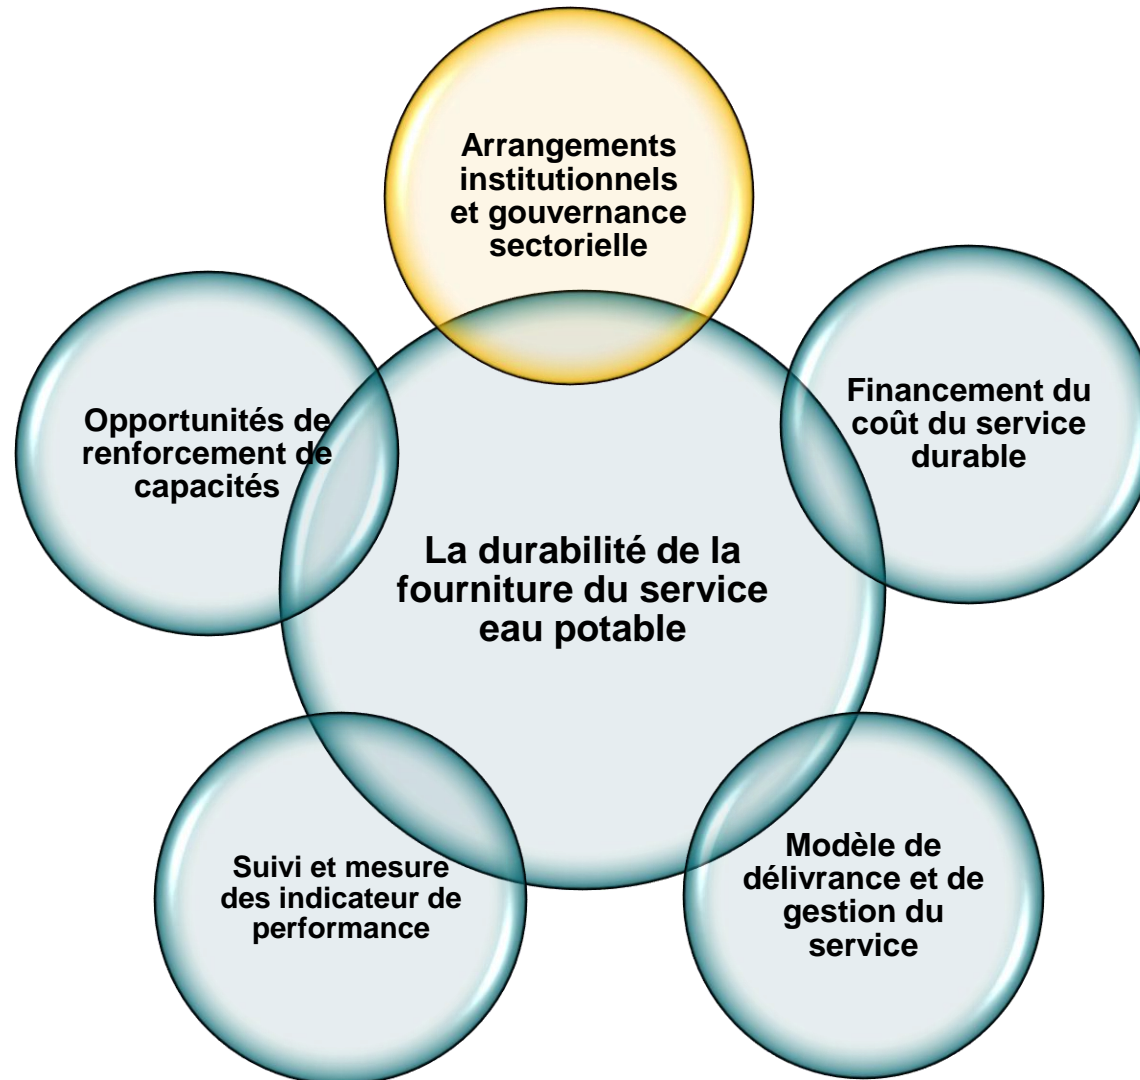 Arrangements
institutionnels
et gouvernance
sectorielle
Financement du
coût du service
durable
Opportunités de
renforcement de
capacités
La durabilité de la
fourniture du service
eau potable
Modèle de
délivrance et de
gestion du
service
Suivi et mesure
des indicateur de
performance